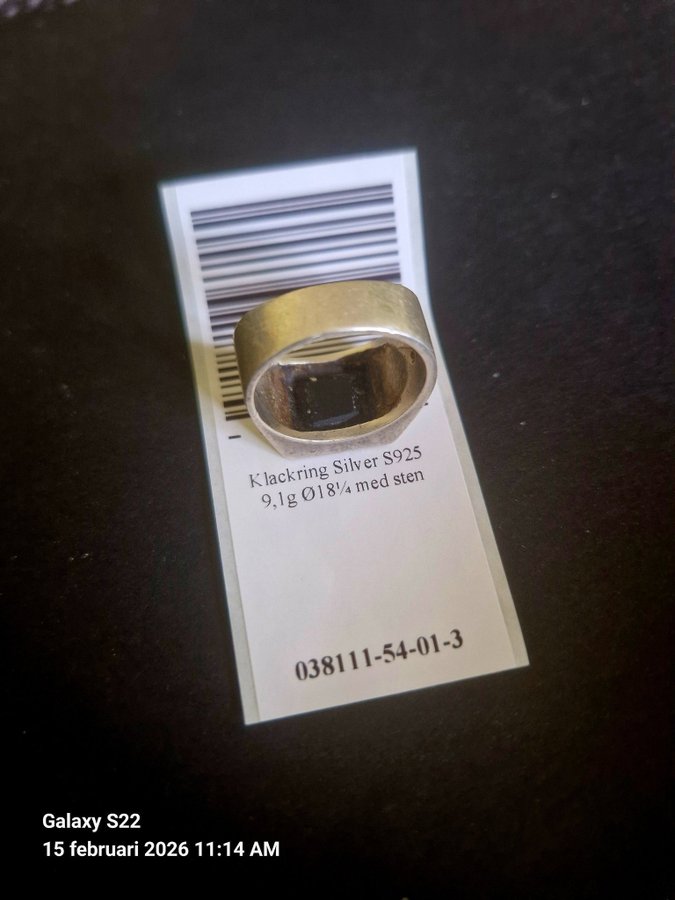 Klackring Silver S925
9,1g Ø18¼ med sten
038111-54-01-3
Galaxy S22
15 februari 2026 11:14 AM